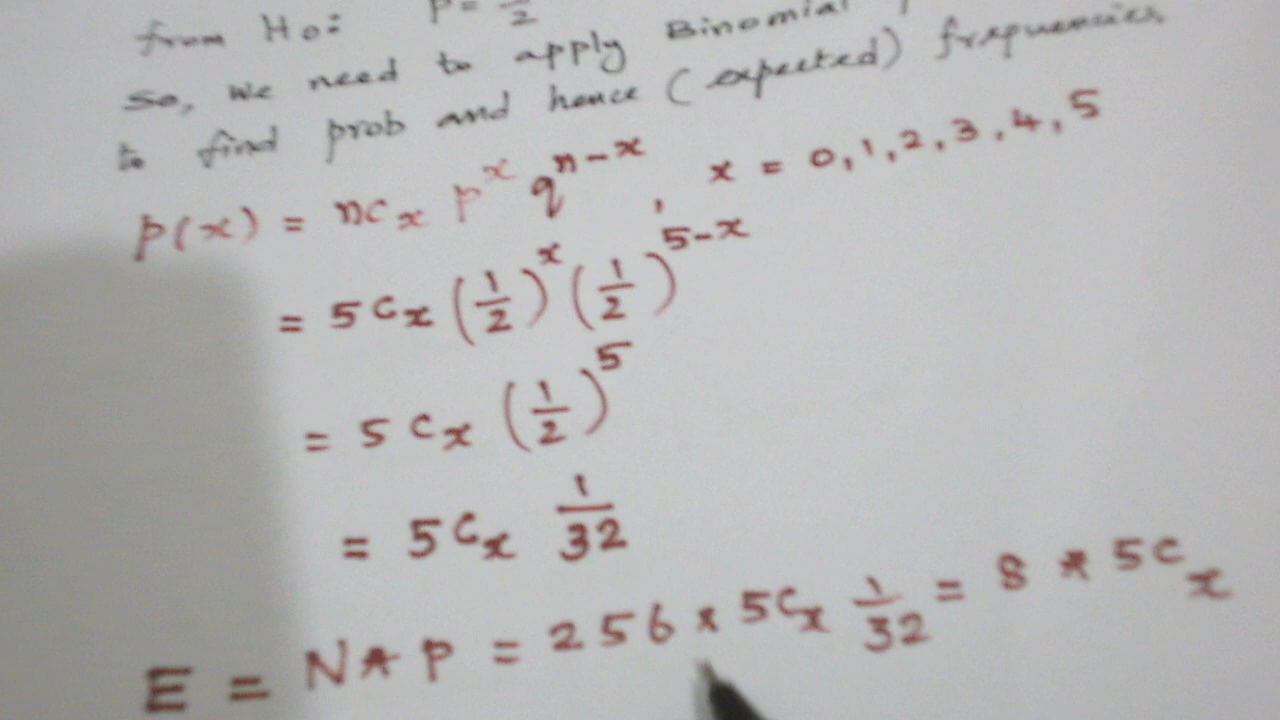 from Ho: p = 1/2
so, we need to apply Binomial
to find prob and hence (expected) frequencies
p(x) = ncx p^x q^n-x, x = 0,1,2,3,4,5
= 5cx (1/2)^x (1/2)^5-x
= 5cx (1/2)^5
= 5cx 1/32
E = N * P = 256 * 5cx 1/32 = 8 * 5cx